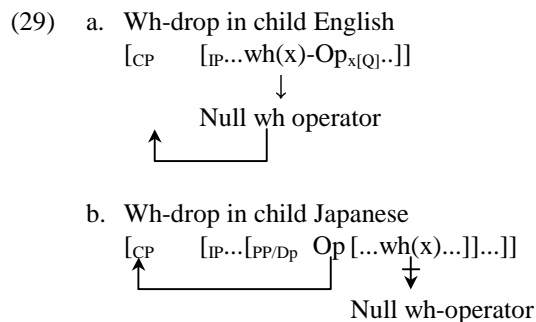 (29) a. Wh-drop in child English
[CP [IP...wh(x)-Opx[Q]..]]
↓
Null wh operator
b. Wh-drop in child Japanese
[CP [IP...[PP/Dp Op [...wh(x)...]]...]]
Null wh-operator